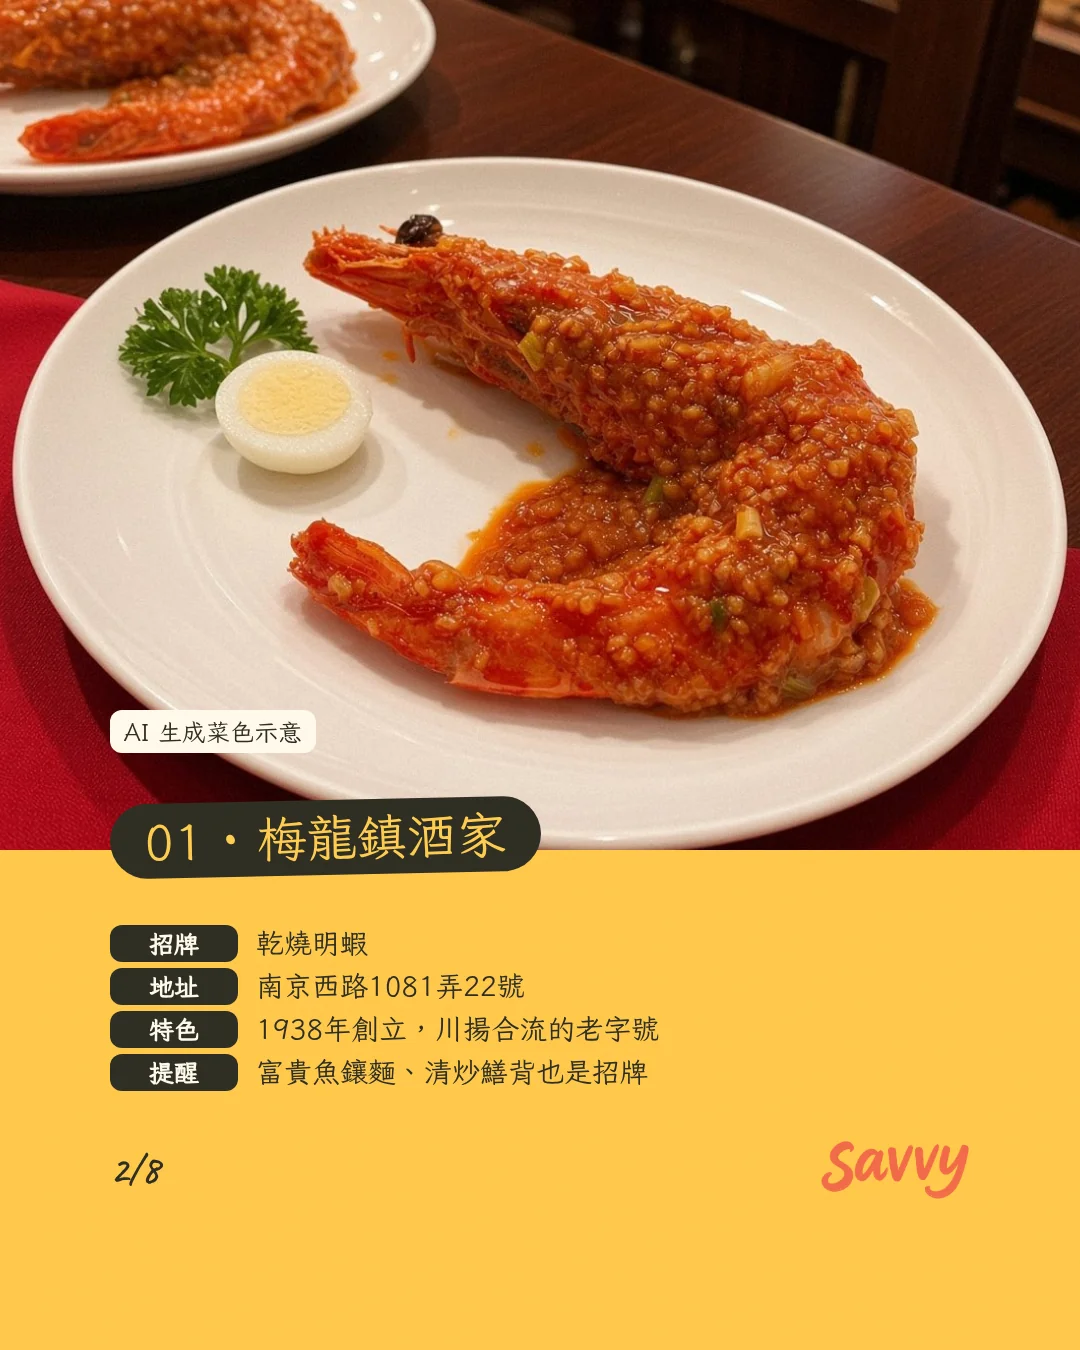 AI 生成菜色示意
01・梅龍鎮酒家
招牌 乾燒明蝦
地址 南京西路1081弄22號
特色 1938年創立，川揚合流的老字號
提醒 富貴魚鑲麵、清炒鱔背也是招牌
2/8
Savvy